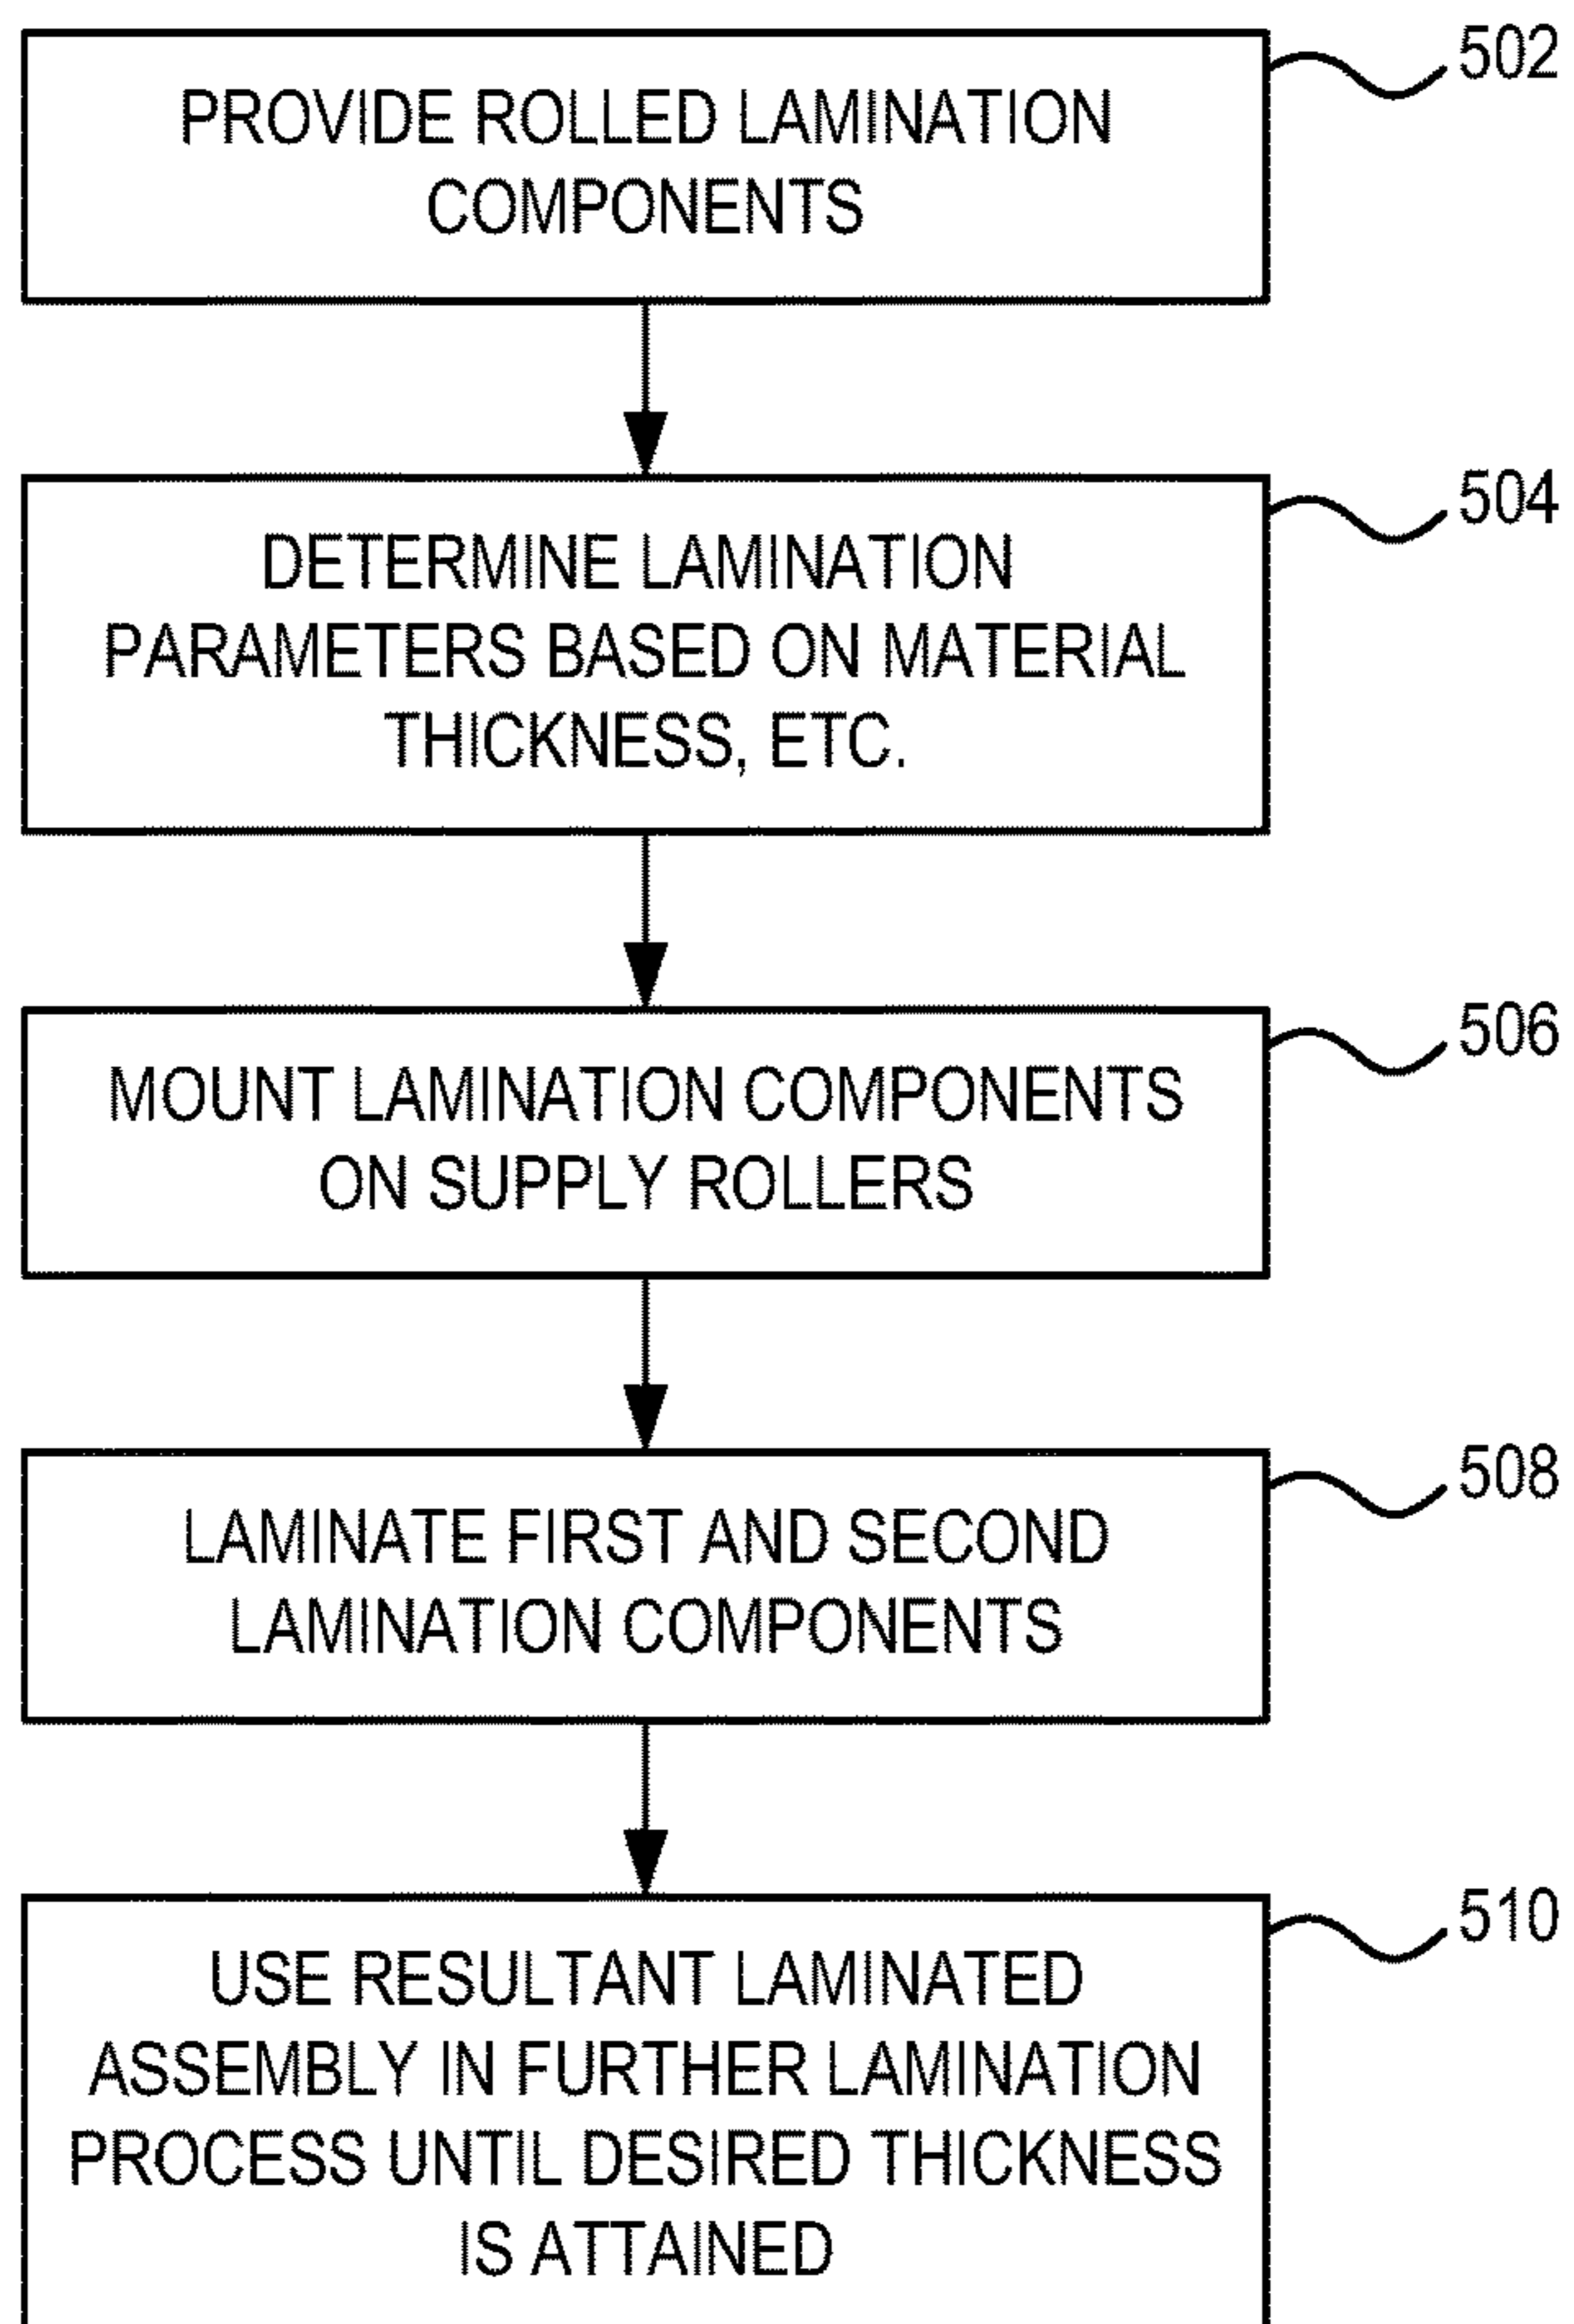 PROVIDE ROLLED LAMINATION
COMPONENTS
502
DETERMINE LAMINATION
PARAMETERS BASED ON MATERIAL
THICKNESS, ETC.
504
MOUNT LAMINATION COMPONENTS
ON SUPPLY ROLLERS
506
LAMINATE FIRST AND SECOND
LAMINATION COMPONENTS
508
USE RESULTANT LAMINATED
ASSEMBLY IN FURTHER LAMINATION
PROCESS UNTIL DESIRED THICKNESS
IS ATTAINED
510